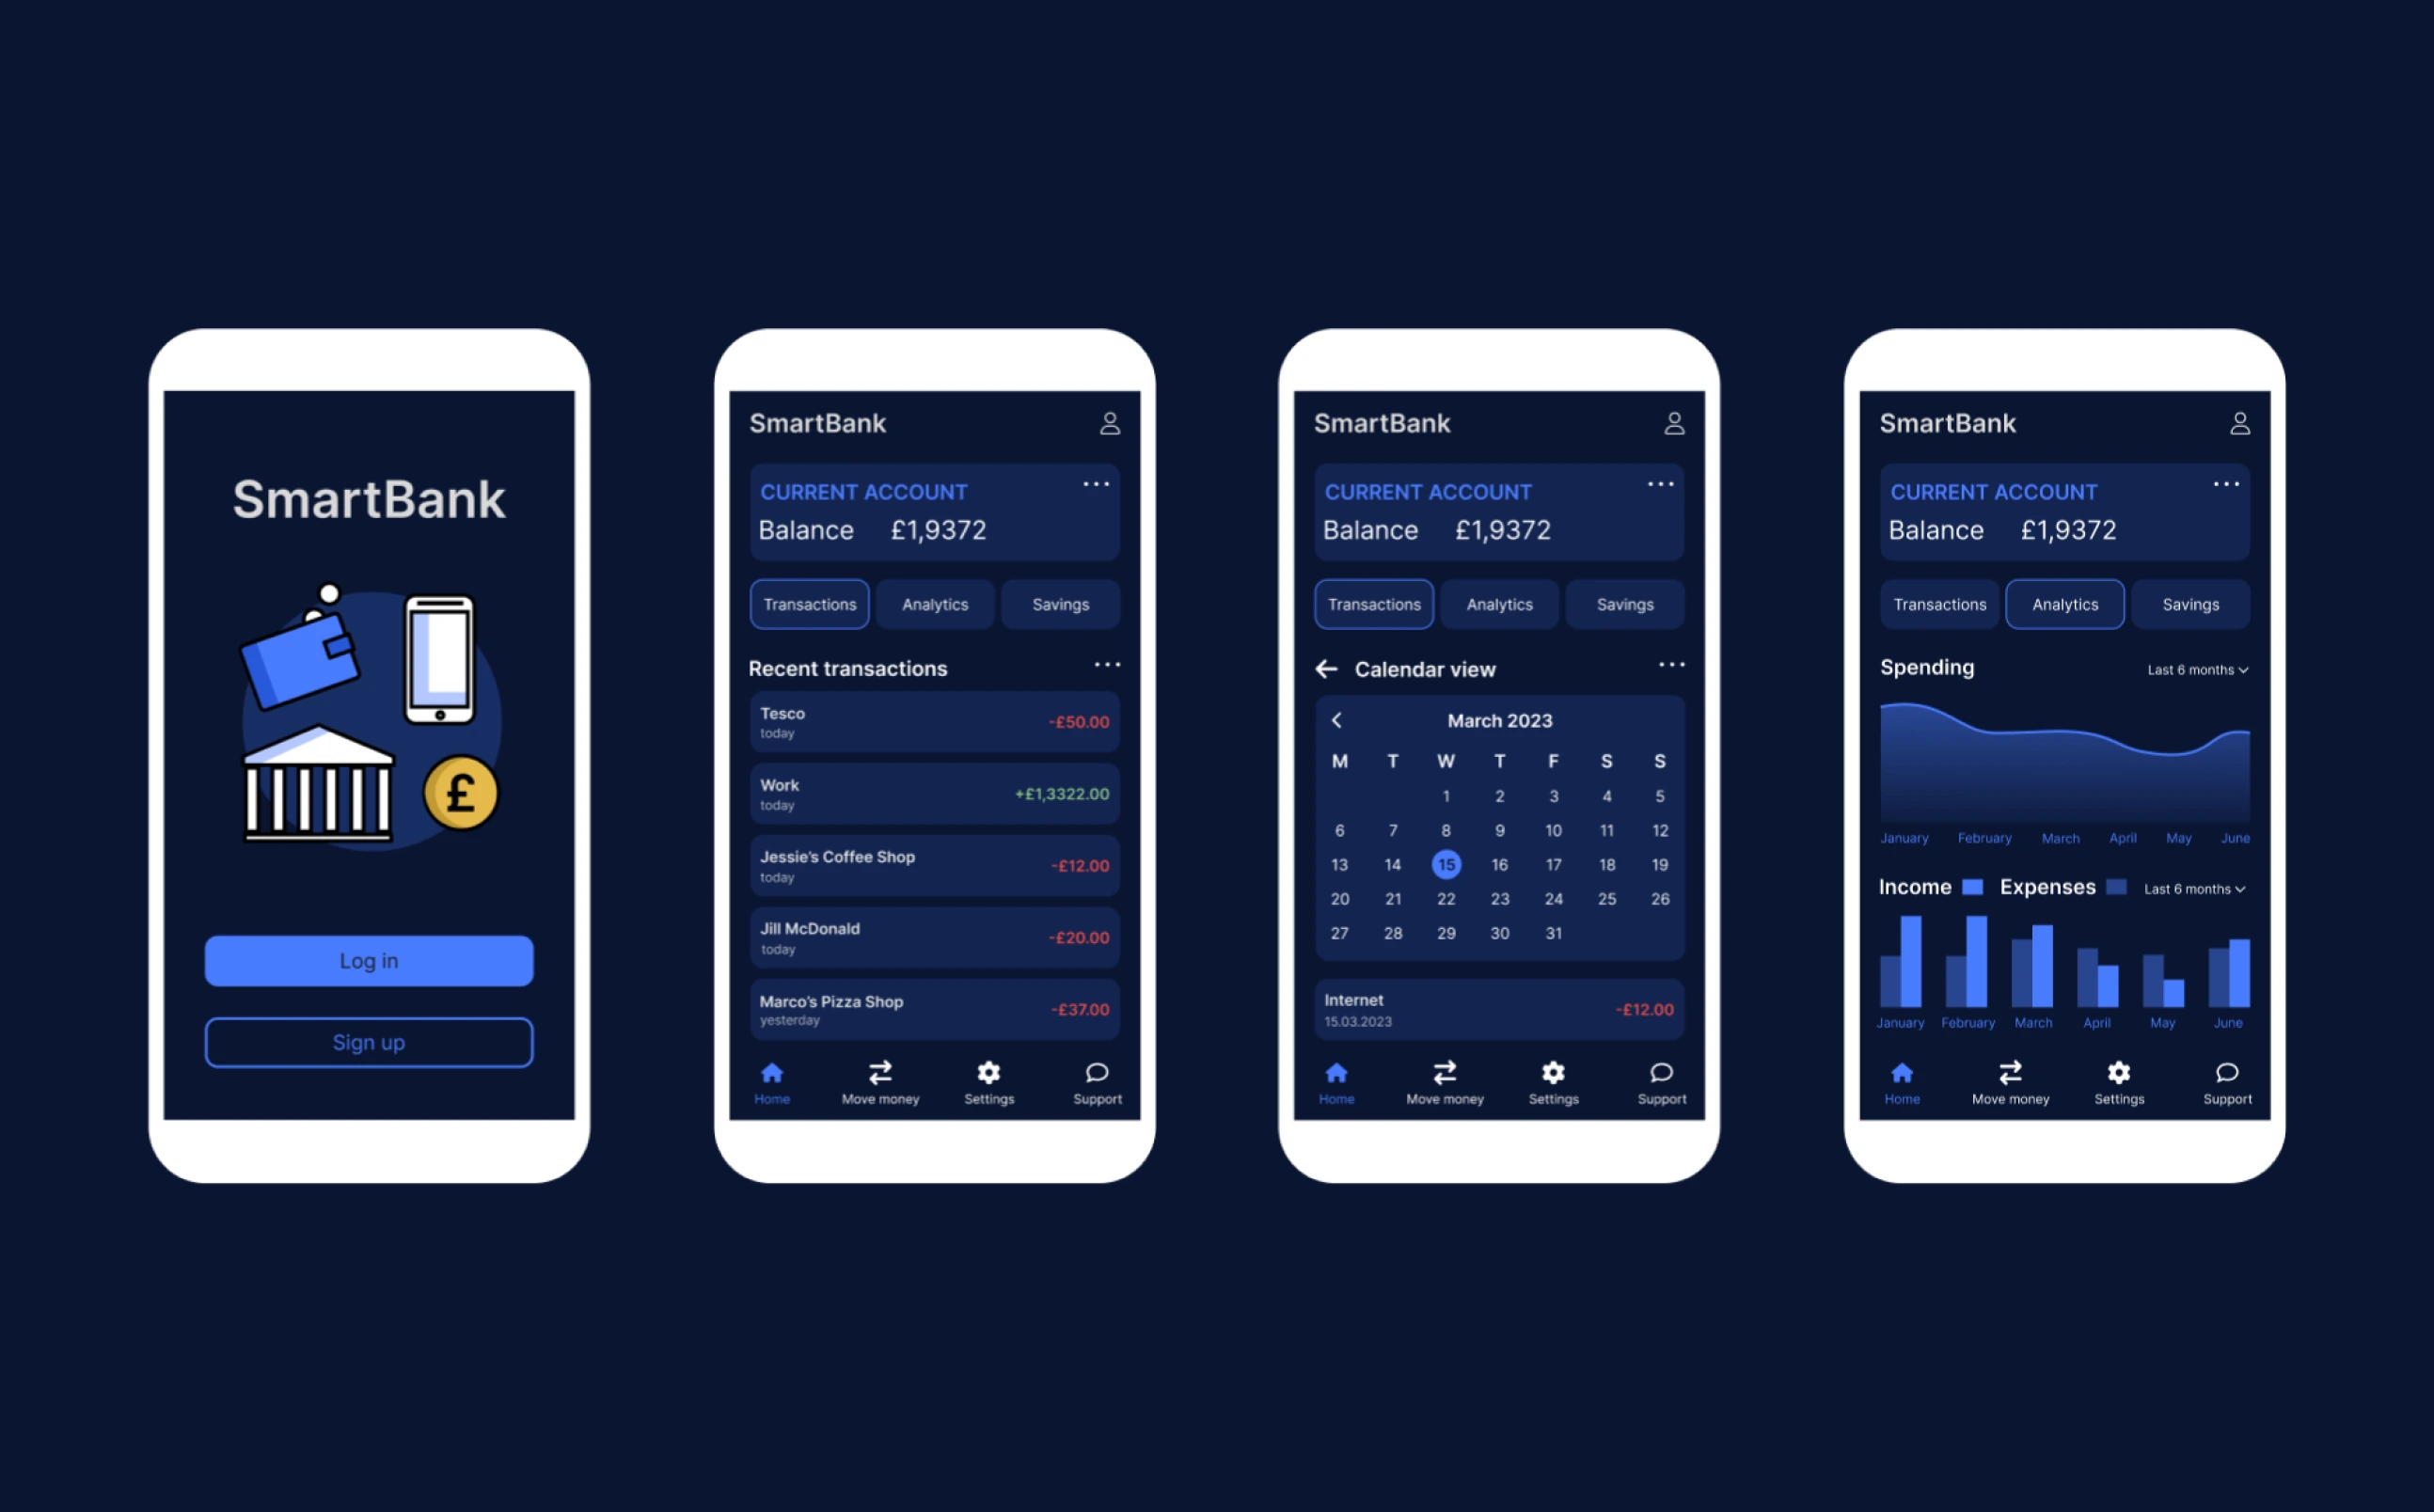 SmartBank
£
Log in
Sign up
SmartBank
CURRENT ACCOUNT
Balance £1,9372
Transactions Analytics Savings
Recent transactions
Tesco -£50.00
today
Work +£1,3322.00
today
Jessie's Coffee Shop -£12.00
today
Jill McDonald -£20.00
today
Marco's Pizza Shop -£37.00
yesterday
Home Move money Settings Support
SmartBank
CURRENT ACCOUNT
Balance £1,9372
Transactions Analytics Savings
Calendar view
March 2023
M T W T F S S
1 2 3 4 5
6 7 8 9 10 11 12
13 14 15 16 17 18 19
20 21 22 23 24 25 26
27 28 29 30 31
Internet -£12.00
15.03.2023
Home Move money Settings Support
SmartBank
CURRENT ACCOUNT
Balance £1,9372
Transactions Analytics Savings
Spending Last 6 months
January February March April May June
Income Expenses Last 6 months
January February March April May June
Home Move money Settings Support